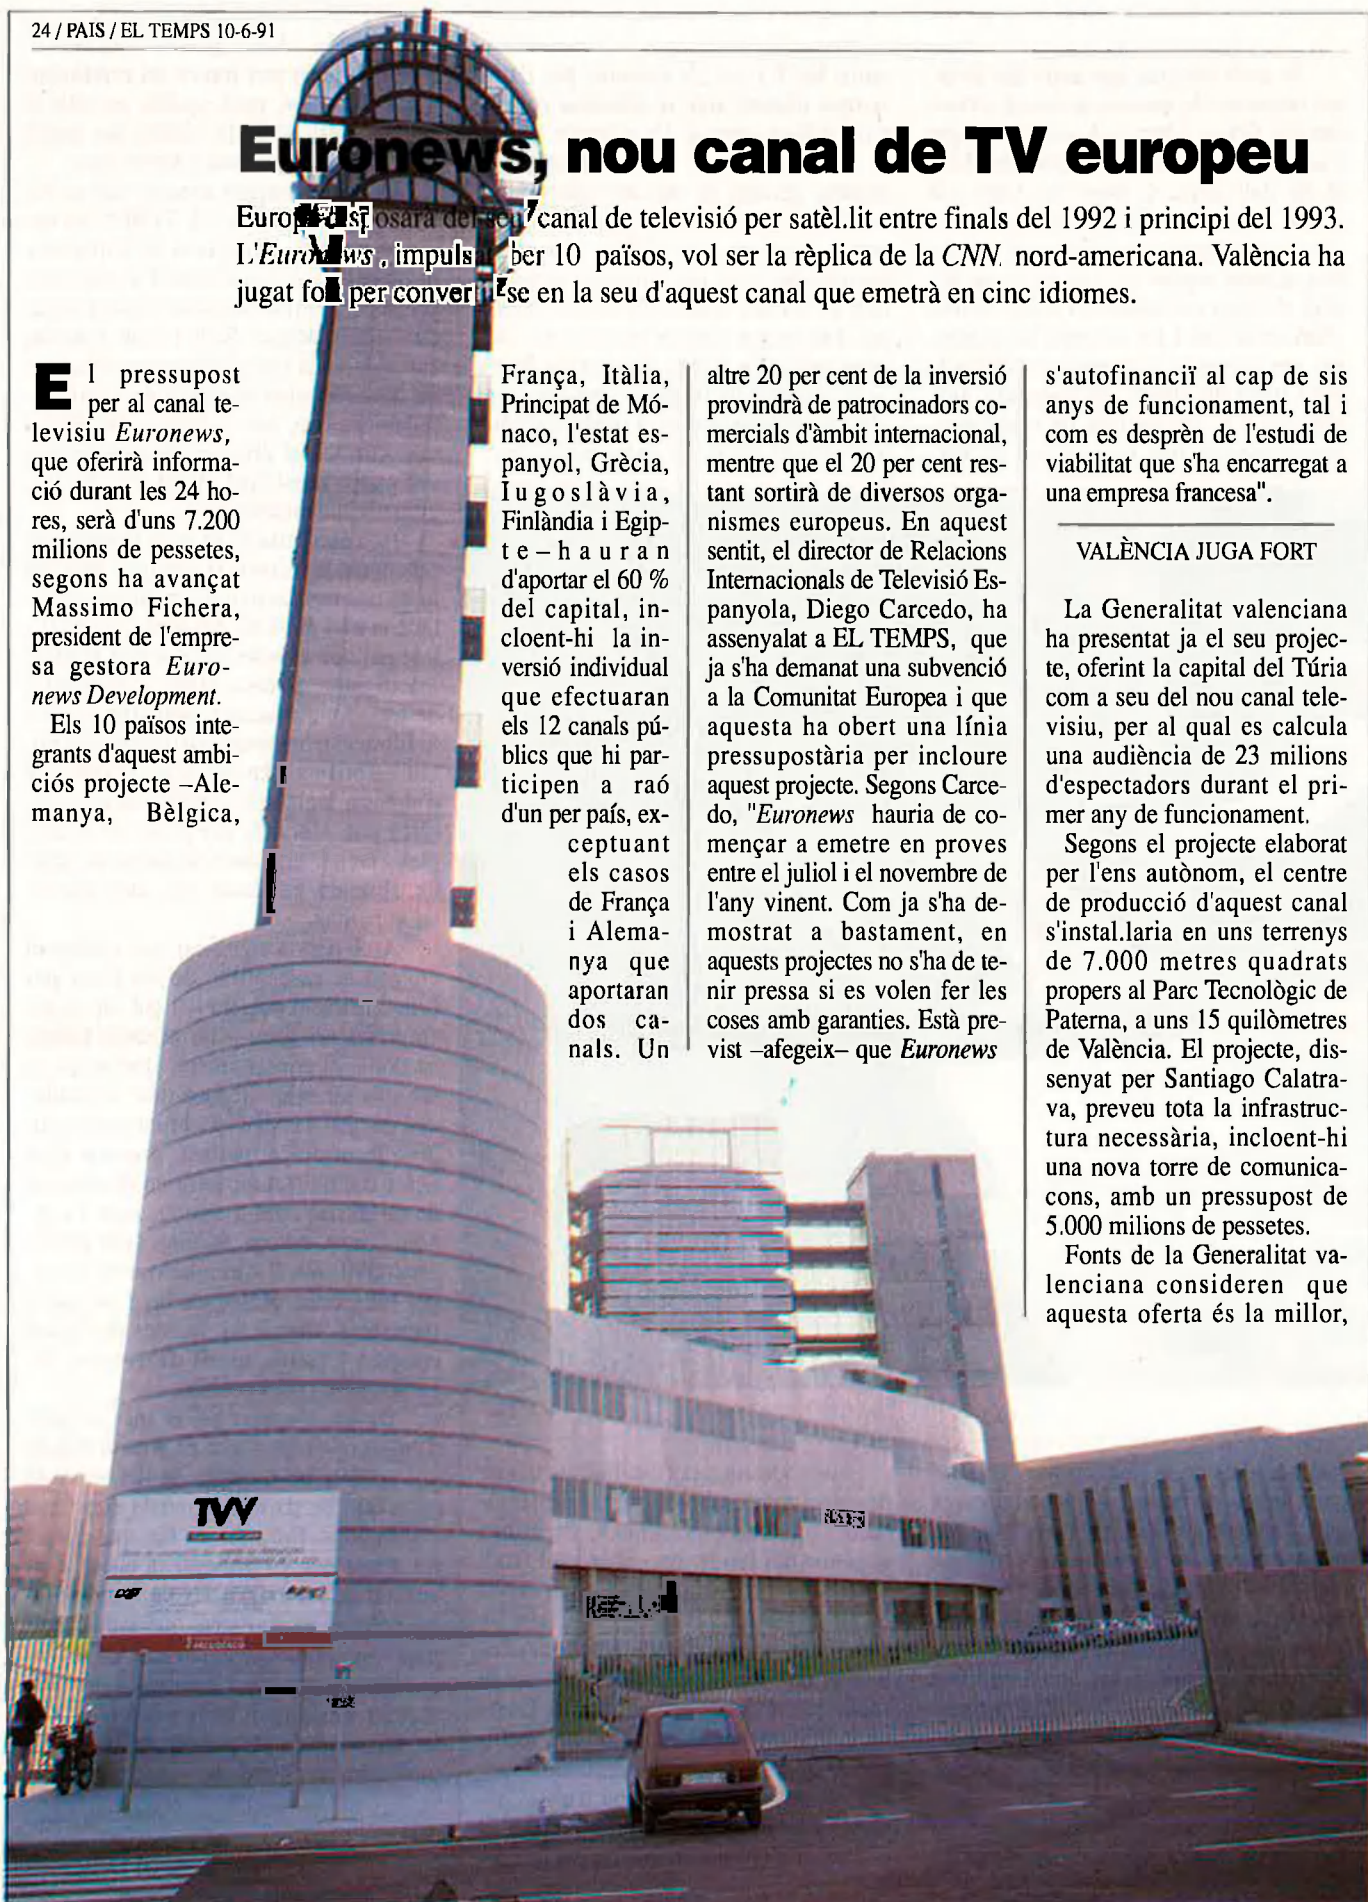 24 / PAIS / EL TEMPS 10-6-91
Euronews, nou canal de TV europeu
Europa disposarà del seu canal de televisió per satèl.lit entre finals del 1992 i principi del 1993.
L'Euronews, impulsat per 10 països, vol ser la rèplica de la CNN nord-americana. València ha
jugat fort per convertir-se en la seu d'aquest canal que emetrà en cinc idiomes.
El pressupost
per al canal te-
levisiu Euronews,
que oferirà informa-
ció durant les 24 ho-
res, serà d'uns 7.200
milions de pessetes,
segons ha avançat
Massimo Fichera,
president de l'empre-
sa gestora Euro-
news Development.
Els 10 països inte-
grants d'aquest ambi-
ciós projecte –Ale-
manya, Bèlgica,
França, Itàlia,
Principat de Mó-
naco, l'estat es-
panyol, Grècia,
Iugoslàvia,
Finlàndia i Egip-
te–hauran
d'aportar el 60 %
del capital, in-
cloent-hi la in-
versió individual
que efectuaran
els 12 canals pú-
blics que hi par-
ticipen a raó
d'un per país, ex-
ceptuant
els casos
de França
i Alema-
nya que
aportaran
dos ca-
nals. Un
altre 20 per cent de la inversió
provindrà de patrocinadors co-
mercials d'àmbit internacional,
mentre que el 20 per cent res-
tant sortirà de diversos orga-
nismes europeus. En aquest
sentit, el director de Relacions
Internacionals de Televisió Es-
panyola, Diego Carcedo, ha
assenyalat a EL TEMPS, que
ja s'ha demanat una subvenció
a la Comunitat Europea i que
aquesta ha obert una línia
pressupostària per incloure
aquest projecte. Segons Carce-
do, "Euronews hauria de co-
mençar a emetre en proves
entre el juliol i el novembre de
l'any vinent. Com ja s'ha de-
mostrat a bastament, en
aquests projectes no s'ha de te-
nir pressa si es volen fer les
coses amb garanties. Està pre-
vist –afegeix– que Euronews
s'autofinanciï al cap de sis
anys de funcionament, tal i
com es desprèn de l'estudi de
viabilitat que s'ha encarregat a
una empresa francesa".
VALÈNCIA JUGA FORT
La Generalitat valenciana
ha presentat ja el seu projec-
te, oferint la capital del Túria
com a seu del nou canal tele-
visiu, per al qual es calcula
una audiència de 23 milions
d'espectadors durant el pri-
mer any de funcionament.
Segons el projecte elaborat
per l'ens autònom, el centre
de producció d'aquest canal
s'instal.laria en uns terrenys
de 7.000 metres quadrats
propers al Parc Tecnològic de
Paterna, a uns 15 quilòmetres
de València. El projecte, dis-
senyat per Santiago Calatra-
va, preveu tota la infrastruc-
tura necessària, incloent-hi
una nova torre de comunica-
cons, amb un pressupost de
5.000 milions de pessetes.
Fonts de la Generalitat va-
lenciana consideren que
aquesta oferta és la millor,
TVV